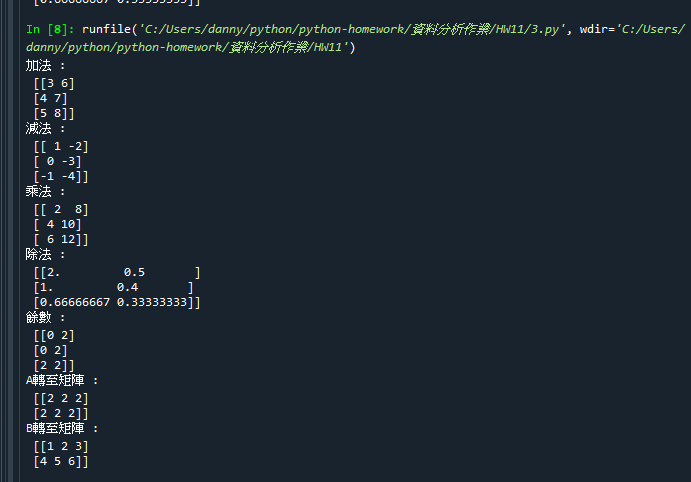 [0.66666667 0.33333333]]
In [8]: runfile('C:/Users/danny/python/python-homework/資料分析作業/HW11/3.py', wdir='C:/Users/
danny/python/python-homework/資料分析作業/HW11')
加法 :
[[3 6]
[4 7]
[5 8]]
減法 :
[[ 1 -2]
[ 0 -3]
[-1 -4]]
乘法 :
[[ 2  8]
[ 4 10]
[ 6 12]]
除法 :
[[2.         0.5       ]
[1.         0.4       ]
[0.66666667 0.33333333]]
餘數 :
[[0 2]
[0 2]
[2 2]]
A轉至矩陣 :
[[2 2 2]
[2 2 2]]
B轉至矩陣 :
[[1 2 3]
[4 5 6]]